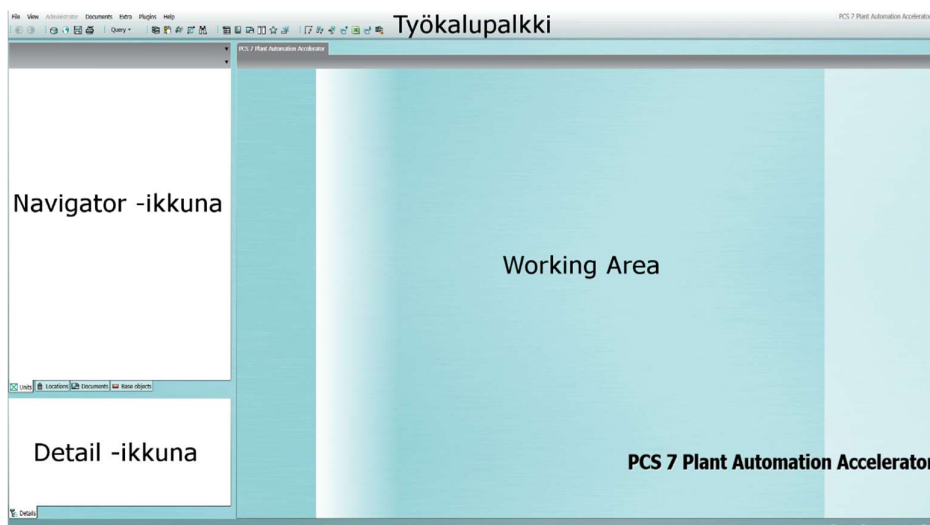 File View Administrator Documents Extra Plugins Help
PCS 7 Plant Automation Accelerator
Query
Työkalupalkki
PCS 7 Plant Automation Accelerator
Navigator -ikkuna
Working Area
Units Locations Documents Base objects
Detail -ikkuna
PCS 7 Plant Automation Accelerator
Details